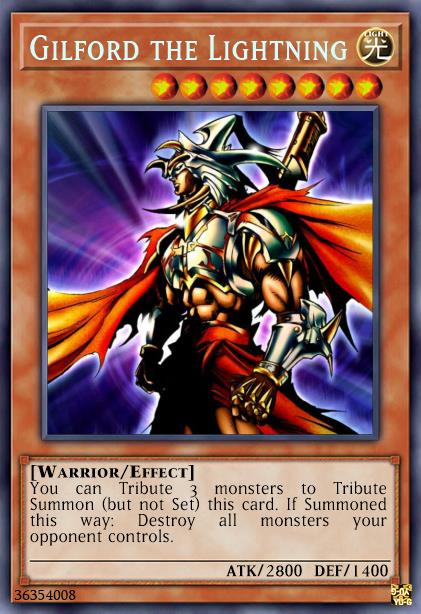 GILFORD THE LIGHTNING
LIGHT
光
[WARRIOR/EFFECT]
You can Tribute 3 monsters to Tribute
Summon (but not Set) this card. If Summoned
this way: Destroy all monsters your
opponent controls.
ATK/2800 DEF/1400
36354008